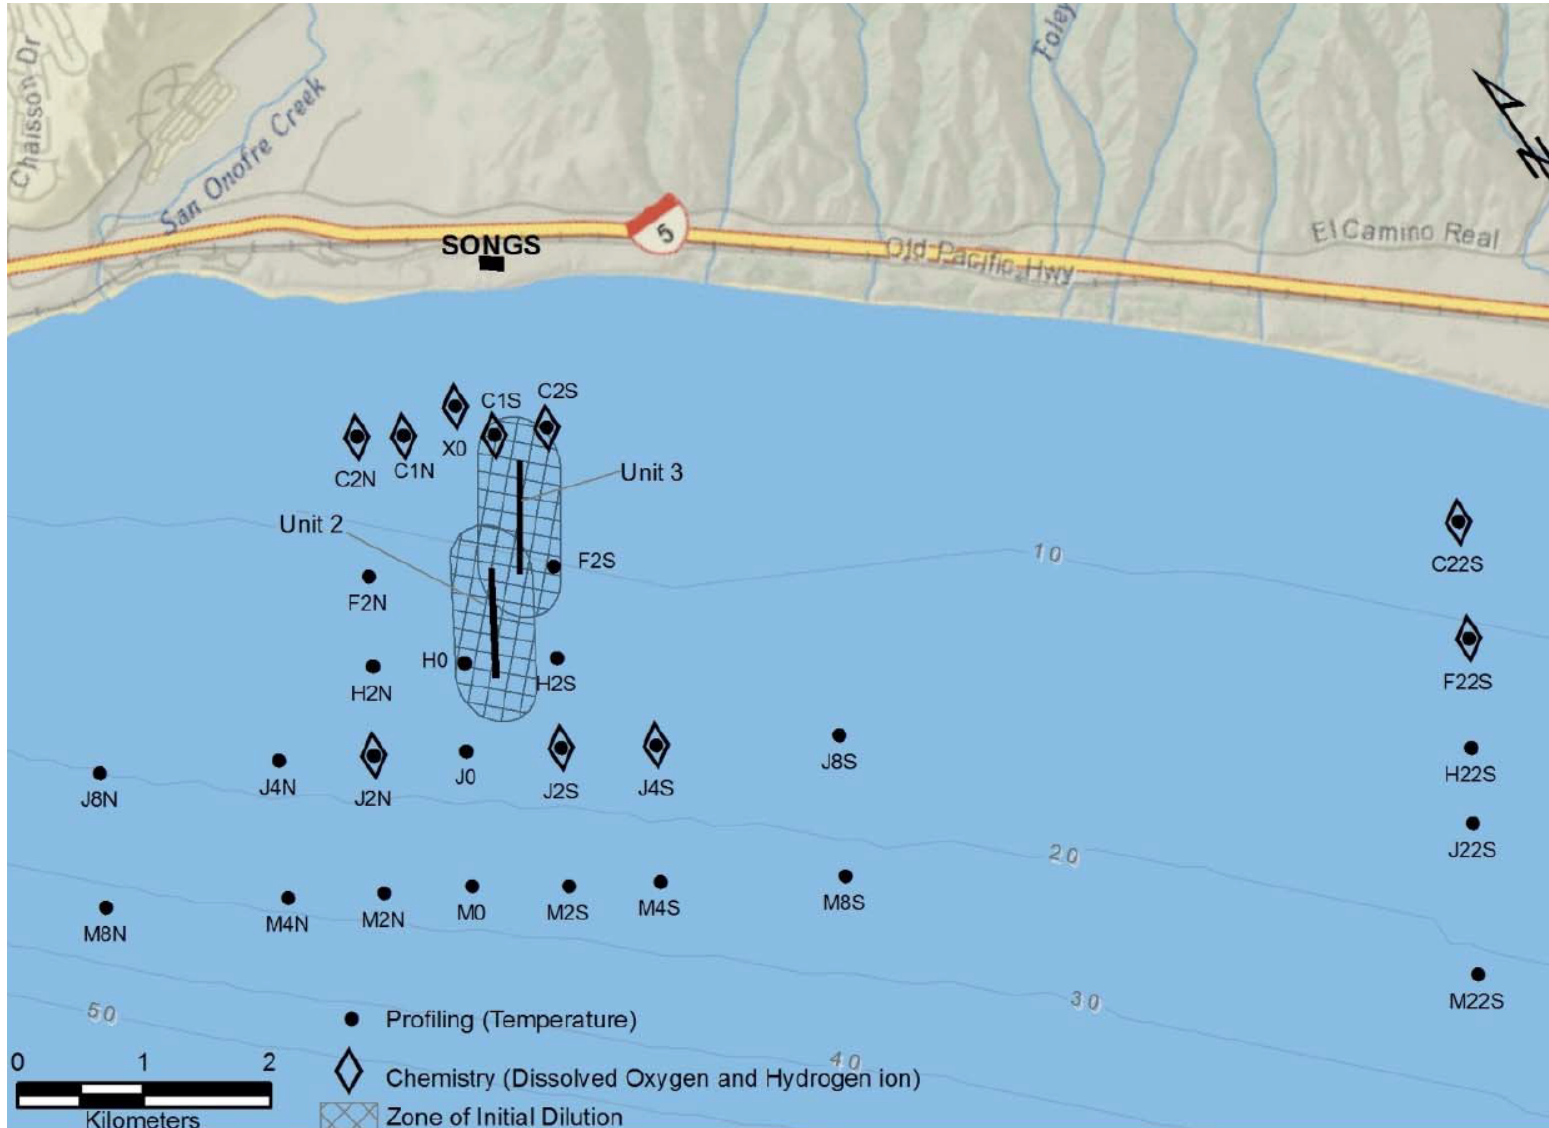 Chaisson Dr
San Onofre Creek
Foley
N
SONGS
5
El Camino Real
Old Pacific Hwy
C1S
C2S
X0
C2N
C1N
Unit 3
Unit 2
10
F2S
F2N
C22S
H0
H2N
H2S
F22S
J8N
J4N
J2N
J0
J2S
J4S
J8S
H22S
J22S
20
M8N
M4N
M2N
M0
M2S
M4S
M8S
M22S
30
50
40
Profiling (Temperature)
Chemistry (Dissolved Oxygen and Hydrogen ion)
Zone of Initial Dilution
0 1 2
Kilometers